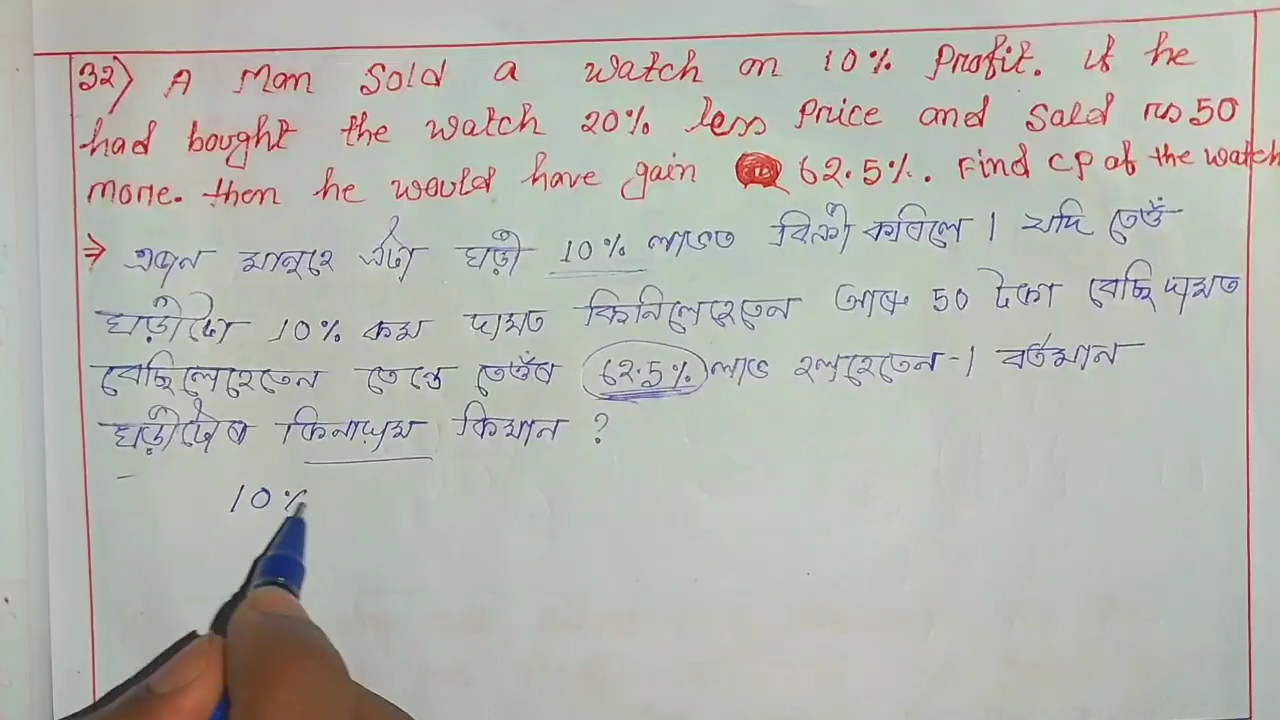 32) A Man Sold a watch on 10% Profit. if he
had bought the watch 20% less Price and Sold rs 50
more. then he would have gain 62.5%. Find CP of the watch
⇒ এজন মানুহে এটা ঘড়ী 10% লাভত বিক্ৰী কৰিলে। যদি তেওঁ
ঘড়ীটো 10% কম দামত কিনিলেহেতেন আৰু 50 টকা বেছি দামত
বেছিলেহেতেন তেন্তে তেওঁৰ 62.5% লাভ হ'লহেতেন। বৰ্তমান
ঘড়ীটোৰ কিনাদাম কিমান ?
10%